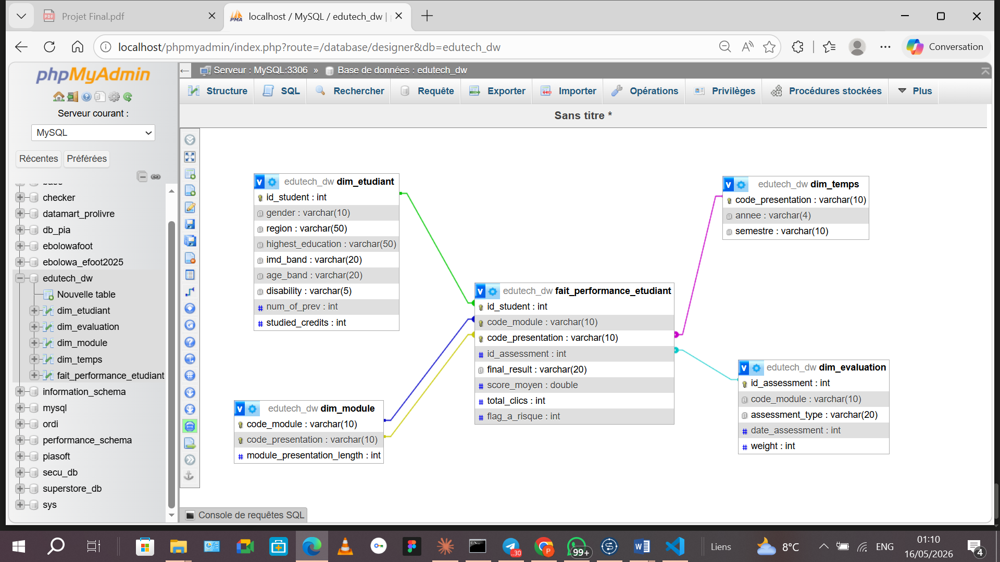 Projet Final.pdf
localhost / MySQL / edutech_dw |
localhost/phpmyadmin/index.php?route=/database/designer&db=edutech_dw
Conversation
phpMyAdmin
Serveur courant :
MySQL
Récentes
Préférées
base
checker
datamart_prolivre
db_pia
ebolowafoot
ebolowa_efoot2025
edutech_dw
Nouvelle table
dim_etudiant
dim_evaluation
dim_module
dim_temps
fait_performance_etudiant
information_schema
mysql
ordi
performance_schema
piasoft
secu_db
superstore_db
sys
Serveur : MySQL:3306 » Base de données : edutech_dw
Structure
SQL
Rechercher
Requête
Exporter
Importer
Opérations
Privilèges
Procédures stockées
Plus
Sans titre *
v edutech_dw dim_etudiant
id_student : int
gender : varchar(10)
region : varchar(50)
highest_education : varchar(50)
imd_band : varchar(20)
age_band : varchar(20)
disability : varchar(5)
# num_of_prev : int
# studied_credits : int
v edutech_dw dim_temps
code_presentation : varchar(10)
annee : varchar(4)
semestre : varchar(10)
v edutech_dw fait_performance_etudiant
id_student : int
code_module : varchar(10)
code_presentation : varchar(10)
# id_assessment : int
final_result : varchar(20)
# score_moyen : double
# total_clics : int
# flag_a_risque : int
v edutech_dw dim_module
code_module : varchar(10)
code_presentation : varchar(10)
# module_presentation_length : int
v edutech_dw dim_evaluation
id_assessment : int
code_module : varchar(10)
assessment_type : varchar(20)
# date_assessment : int
# weight : int
Console de requêtes SQL
Liens
8°C
ENG
01:10
16/05/2026
4
99+
..30
P